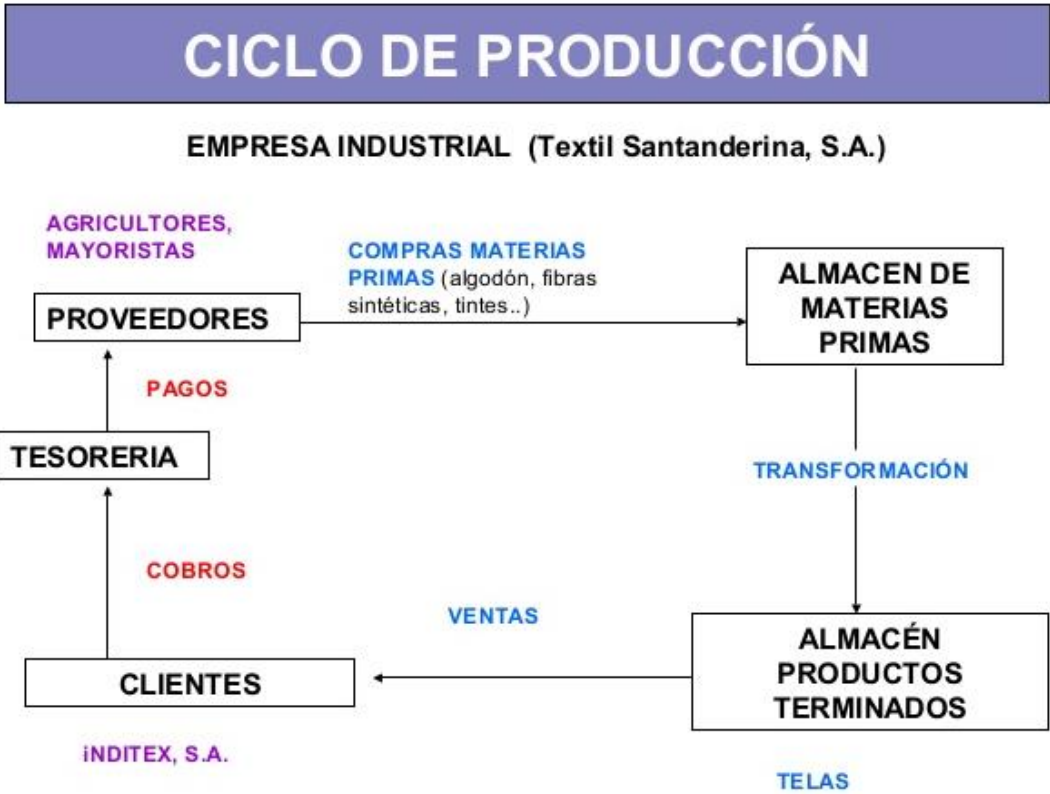 CICLO DE PRODUCCIÓN
EMPRESA INDUSTRIAL (Textil Santanderina, S.A.)
AGRICULTORES,
MAYORISTAS
COMPRAS MATERIAS
PRIMAS (algodón, fibras
sintéticas, tintes..)
ALMACEN DE
MATERIAS
PRIMAS
PROVEEDORES
PAGOS
TESORERIA
TRANSFORMACIÓN
COBROS
VENTAS
ALMACÉN
PRODUCTOS
TERMINADOS
CLIENTES
iNDITEX, S.A.
TELAS